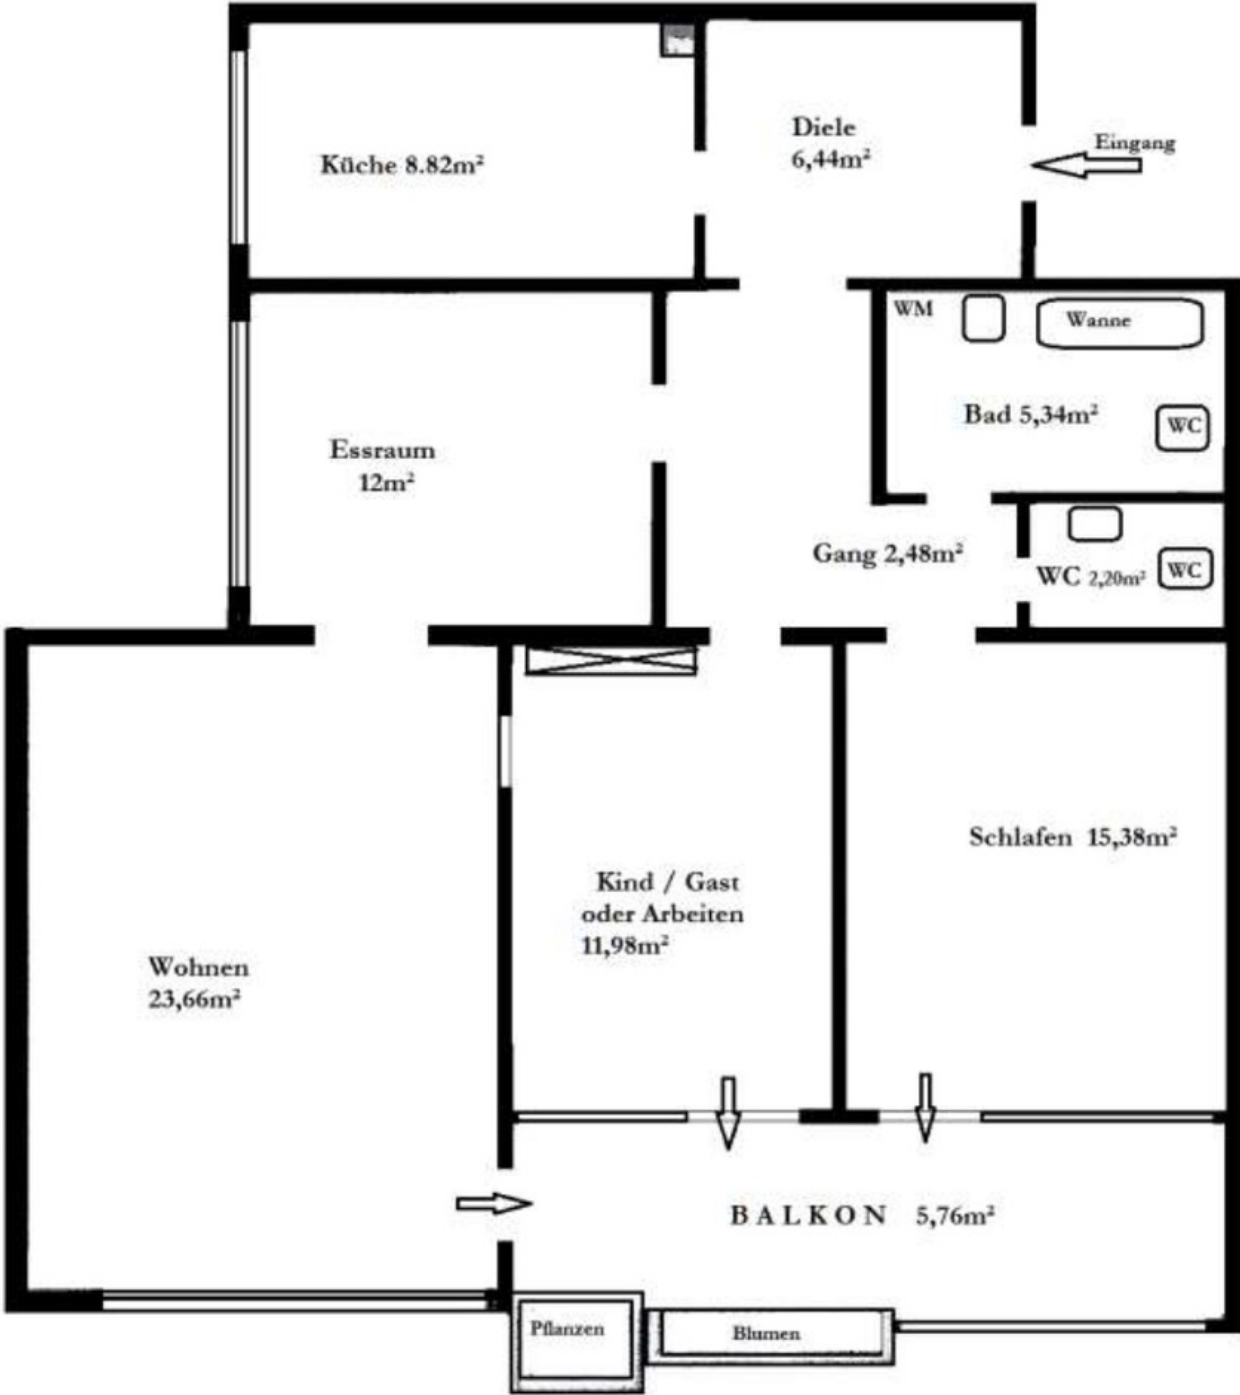 Eingang
Diele
6,44m²
Küche 8.82m²
WM
Wanne
Bad 5,34m²
WC
Essraum
12m²
Gang 2,48m²
WC 2,20m²
WC
Schlafen 15,38m²
Kind / Gast
oder Arbeiten
11,98m²
Wohnen
23,66m²
BALKON 5,76m²
Pflanzen
Blumen